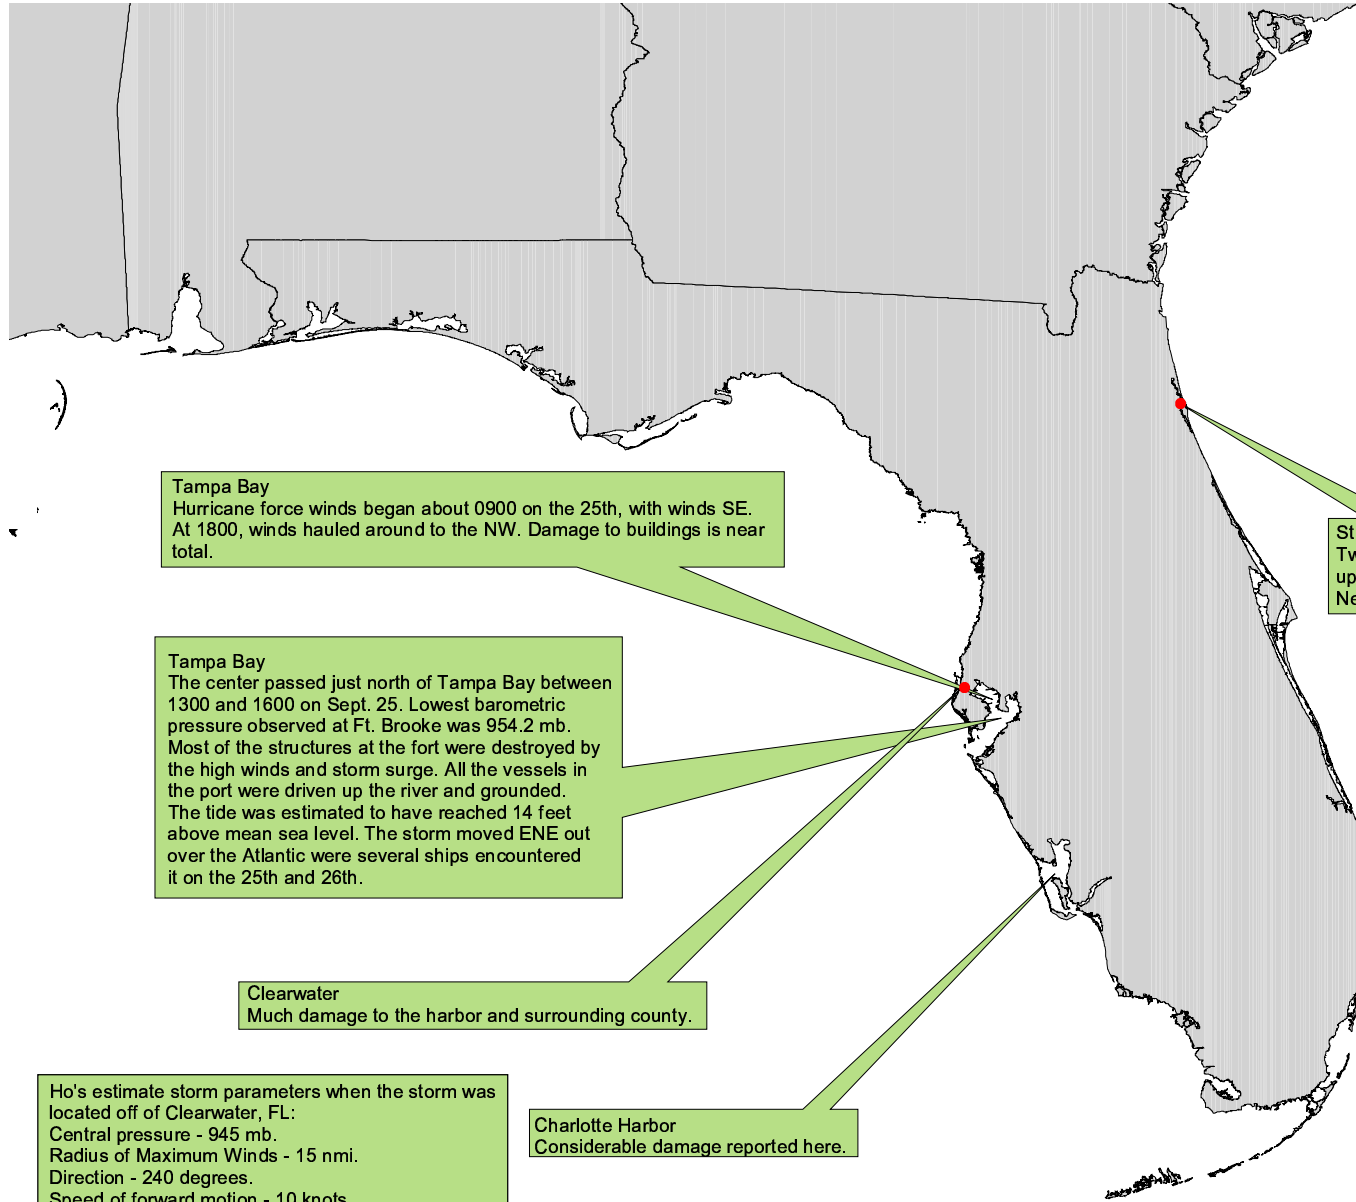 Tampa Bay
Hurricane force winds began about 0900 on the 25th, with winds SE.
At 1800, winds hauled around to the NW. Damage to buildings is near
total.
St
Tw
up
Ne
Tampa Bay
The center passed just north of Tampa Bay between
1300 and 1600 on Sept. 25. Lowest barometric
pressure observed at Ft. Brooke was 954.2 mb.
Most of the structures at the fort were destroyed by
the high winds and storm surge. All the vessels in
the port were driven up the river and grounded.
The tide was estimated to have reached 14 feet
above mean sea level. The storm moved ENE out
over the Atlantic were several ships encountered
it on the 25th and 26th.
Clearwater
Much damage to the harbor and surrounding county.
Ho's estimate storm parameters when the storm was
located off of Clearwater, FL:
Central pressure - 945 mb.
Radius of Maximum Winds - 15 nmi.
Direction - 240 degrees.
Speed of forward motion - 10 knots
Charlotte Harbor
Considerable damage reported here.